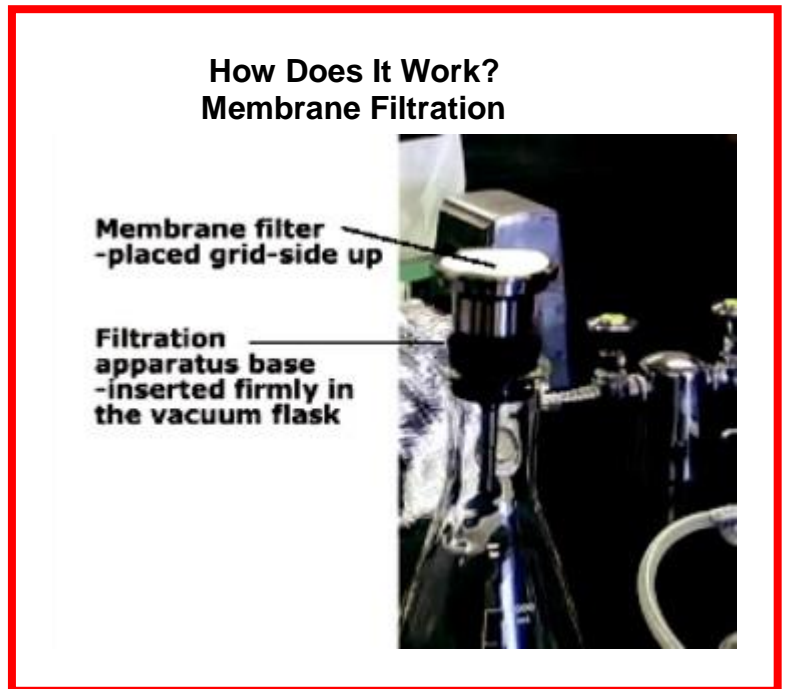 How Does It Work?
Membrane Filtration
Membrane filter
-placed grid-side up
Filtration
apparatus base
-inserted firmly in
the vacuum flask